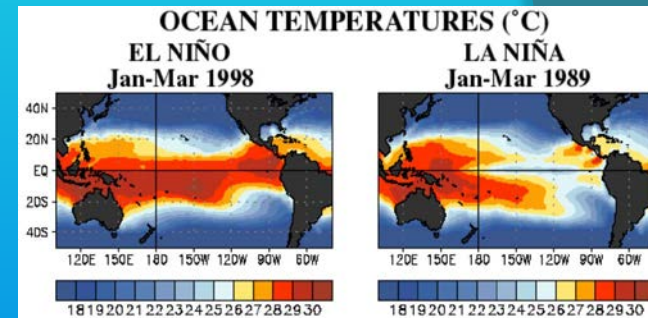 OCEAN TEMPERATURES (˚C)
EL NIÑO
Jan-Mar 1998
LA NIÑA
Jan-Mar 1989
40N
20N
EQ
20S
40S
120E 150E 180 150W 120W 90W 60W
120E 150E 180 150W 120W 90W 60W
18 19 20 21 22 23 24 25 26 27 28 29 30
18 19 20 21 22 23 24 25 26 27 28 29 30